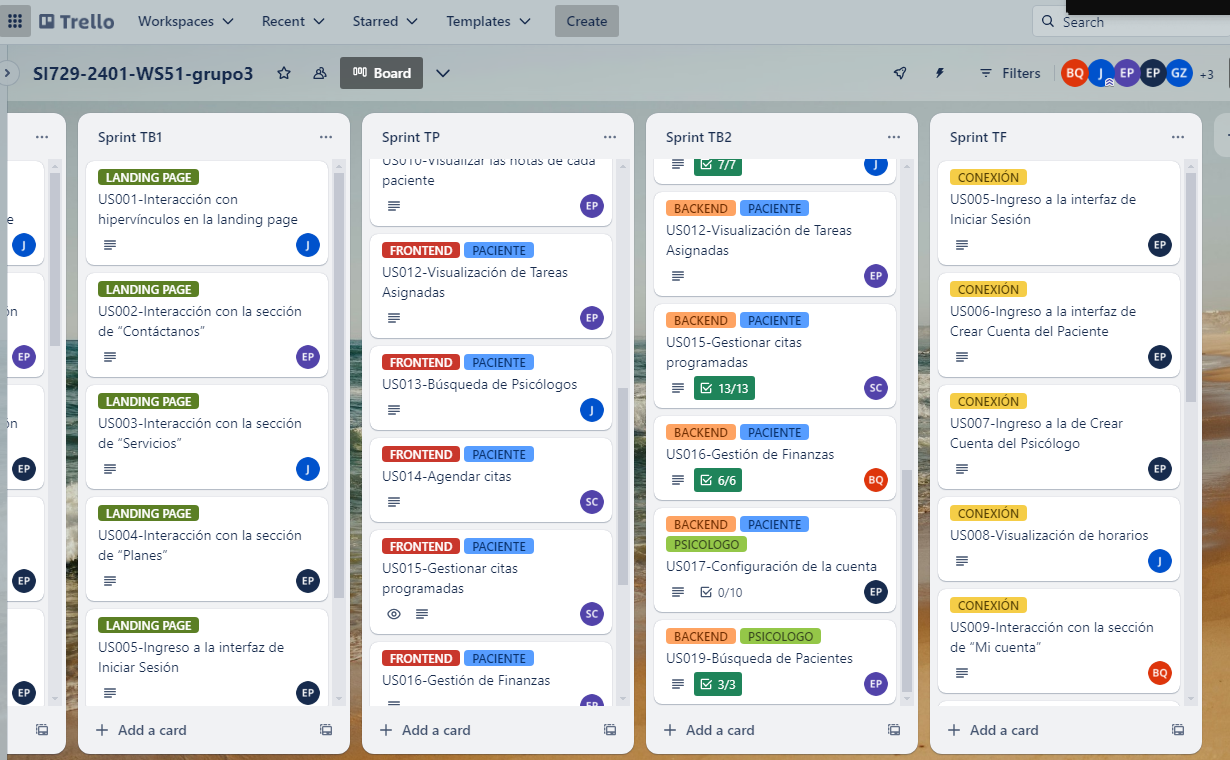 Trello
Workspaces
Recent
Starred
Templates
Create
Search
SI729-2401-WS51-grupo3
Board
Filters
BQ
J
EP
EP
GZ
+3
e
J
ón
EP
ón
EP
EP
EP
Sprint TB1
LANDING PAGE
US001-Interacción con
hipervínculos en la landing page
J
LANDING PAGE
US002-Interacción con la sección
de “Contáctanos”
EP
LANDING PAGE
US003-Interacción con la sección
de “Servicios”
J
LANDING PAGE
US004-Interacción con la sección
de “Planes”
EP
LANDING PAGE
US005-Ingreso a la interfaz de
Iniciar Sesión
EP
Add a card
Sprint TP
US010-Visualizar las notas de cada
paciente
EP
FRONTEND PACIENTE
US012-Visualización de Tareas
Asignadas
EP
FRONTEND PACIENTE
US013-Búsqueda de Psicólogos
J
FRONTEND PACIENTE
US014-Agendar citas
SC
FRONTEND PACIENTE
US015-Gestionar citas
programadas
SC
FRONTEND PACIENTE
US016-Gestión de Finanzas
EP
Add a card
Sprint TB2
7/7
J
BACKEND PACIENTE
US012-Visualización de Tareas
Asignadas
EP
BACKEND PACIENTE
US015-Gestionar citas
programadas
13/13
SC
BACKEND PACIENTE
US016-Gestión de Finanzas
6/6
BQ
BACKEND PACIENTE
PSICOLOGO
US017-Configuración de la cuenta
0/10
EP
BACKEND PSICOLOGO
US019-Búsqueda de Pacientes
3/3
EP
Add a card
Sprint TF
CONEXIÓN
US005-Ingreso a la interfaz de
Iniciar Sesión
EP
CONEXIÓN
US006-Ingreso a la interfaz de
Crear Cuenta del Paciente
EP
CONEXIÓN
US007-Ingreso a la de Crear
Cuenta del Psicólogo
EP
CONEXIÓN
US008-Visualización de horarios
J
CONEXIÓN
US009-Interacción con la sección
de “Mi cuenta”
BQ
Add a card